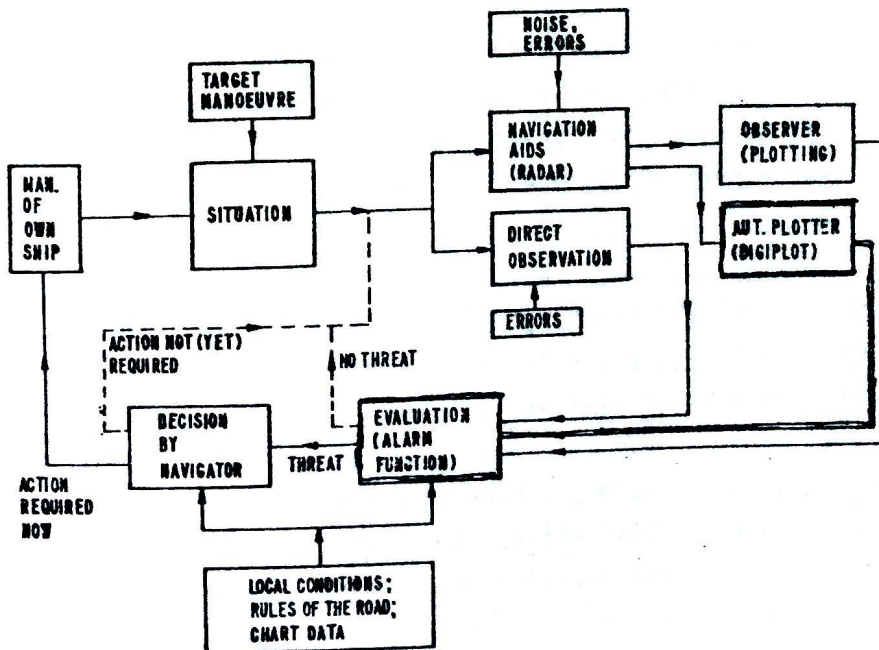 NOISE,
ERRORS
TARGET
MANOEUVRE
NAVIGATION
AIDS
(RADAR)
OBSERVER
(PLOTTING)
MAN.
OF
OWN
SHIP
SITUATION
DIRECT
OBSERVATION
AUT. PLOTTER
(DIGIPLOT)
ERRORS
ACTION NOT (YET)
REQUIRED
NO THREAT
DECISION
BY
NAVIGATOR
THREAT
EVALUATION
(ALARM
FUNCTION)
ACTION
REQUIRED
NOW
LOCAL CONDITIONS;
RULES OF THE ROAD;
CHART DATA